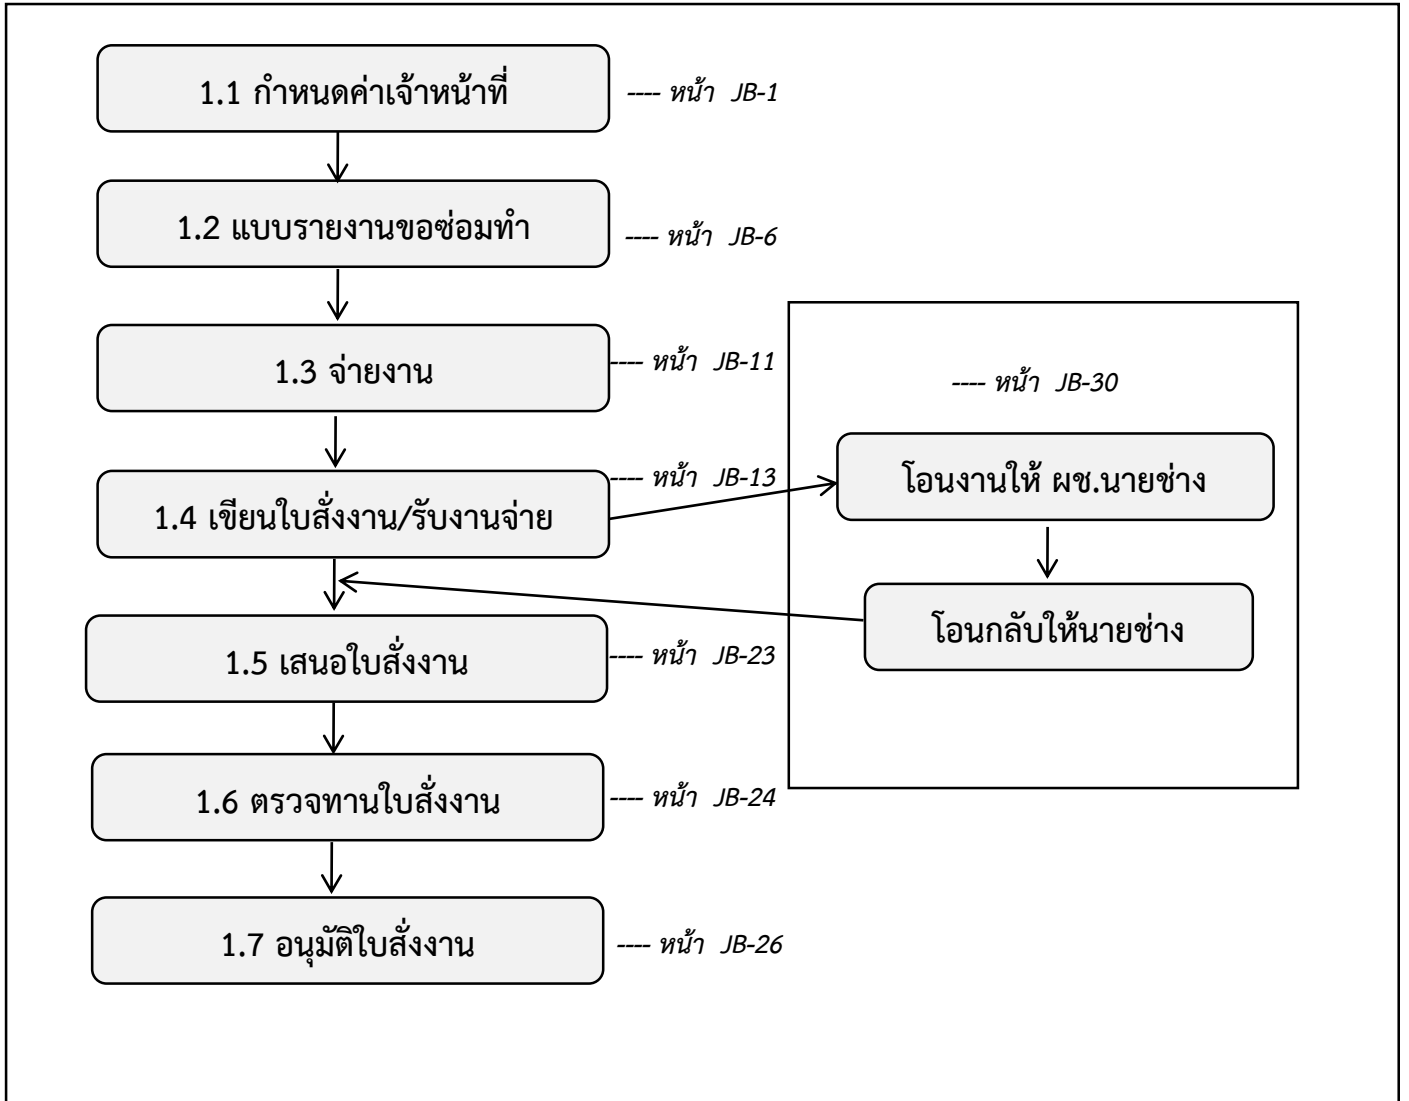 1.1 กำหนดค่าเจ้าหน้าที่ ---- หน้า JB-1
1.2 แบบรายงานขอซ่อมทำ ---- หน้า JB-6
1.3 จ่ายงาน ---- หน้า JB-11
---- หน้า JB-30
1.4 เขียนใบสั่งงาน/รับงานจ่าย ---- หน้า JB-13
โอนงานให้ ผช.นายช่าง
โอนกลับให้นายช่าง
1.5 เสนอใบสั่งงาน ---- หน้า JB-23
1.6 ตรวจทานใบสั่งงาน ---- หน้า JB-24
1.7 อนุมัติใบสั่งงาน ---- หน้า JB-26